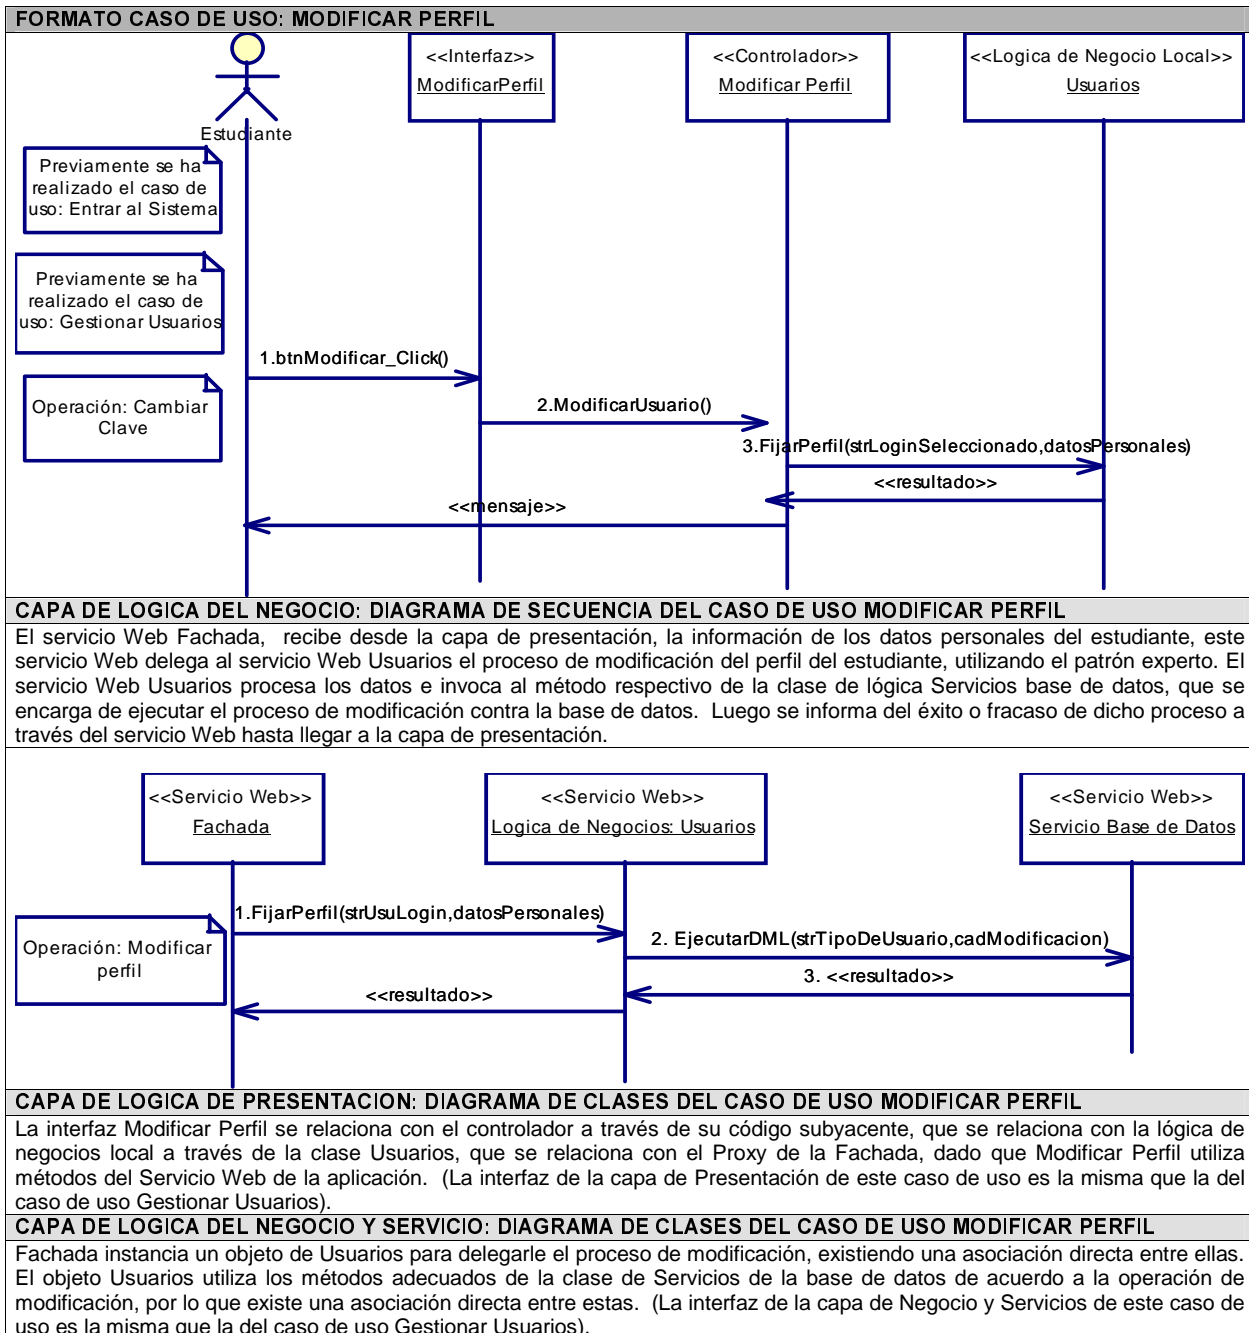 FORMATO CASO DE USO: MODIFICAR PERFIL
<<Interfaz>>
ModificarPerfil
<<Controlador>>
Modificar Perfil
<<Logica de Negocio Local>>
Usuarios
Estudiante
Previamente se ha
realizado el caso de
uso: Entrar al Sistema
Previamente se ha
realizado el caso de
uso: Gestionar Usuarios
Operación: Cambiar
Clave
1.btnModificar_Click()
2.ModificarUsuario()
3.FijarPerfil(strLoginSeleccionado,datosPersonales)
<<resultado>>
<<mensaje>>
CAPA DE LOGICA DEL NEGOCIO: DIAGRAMA DE SECUENCIA DEL CASO DE USO MODIFICAR PERFIL
El servicio Web Fachada, recibe desde la capa de presentación, la información de los datos personales del estudiante, este
servicio Web delega al servicio Web Usuarios el proceso de modificación del perfil del estudiante, utilizando el patrón experto. El
servicio Web Usuarios procesa los datos e invoca al método respectivo de la clase de lógica Servicios base de datos, que se
encarga de ejecutar el proceso de modificación contra la base de datos. Luego se informa del éxito o fracaso de dicho proceso a
través del servicio Web hasta llegar a la capa de presentación.
<<Servicio Web>>
Fachada
<<Servicio Web>>
Logica de Negocios: Usuarios
<<Servicio Web>>
Servicio Base de Datos
Operación: Modificar
perfil
1.FijarPerfil(strUsuLogin,datosPersonales)
2. EjecutarDML(strTipoDeUsuario,cadModificacion)
3. <<resultado>>
<<resultado>>
CAPA DE LOGICA DE PRESENTACION: DIAGRAMA DE CLASES DEL CASO DE USO MODIFICAR PERFIL
La interfaz Modificar Perfil se relaciona con el controlador a través de su código subyacente, que se relaciona con la lógica de
negocios local a través de la clase Usuarios, que se relaciona con el Proxy de la Fachada, dado que Modificar Perfil utiliza
métodos del Servicio Web de la aplicación. (La interfaz de la capa de Presentación de este caso de uso es la misma que la del
caso de uso Gestionar Usuarios).
CAPA DE LOGICA DEL NEGOCIO Y SERVICIO: DIAGRAMA DE CLASES DEL CASO DE USO MODIFICAR PERFIL
Fachada instancia un objeto de Usuarios para delegarle el proceso de modificación, existiendo una asociación directa entre ellas.
El objeto Usuarios utiliza los métodos adecuados de la clase de Servicios de la base de datos de acuerdo a la operación de
modificación, por lo que existe una asociación directa entre estas. (La interfaz de la capa de Negocio y Servicios de este caso de
uso es la misma que la del caso de uso Gestionar Usuarios).